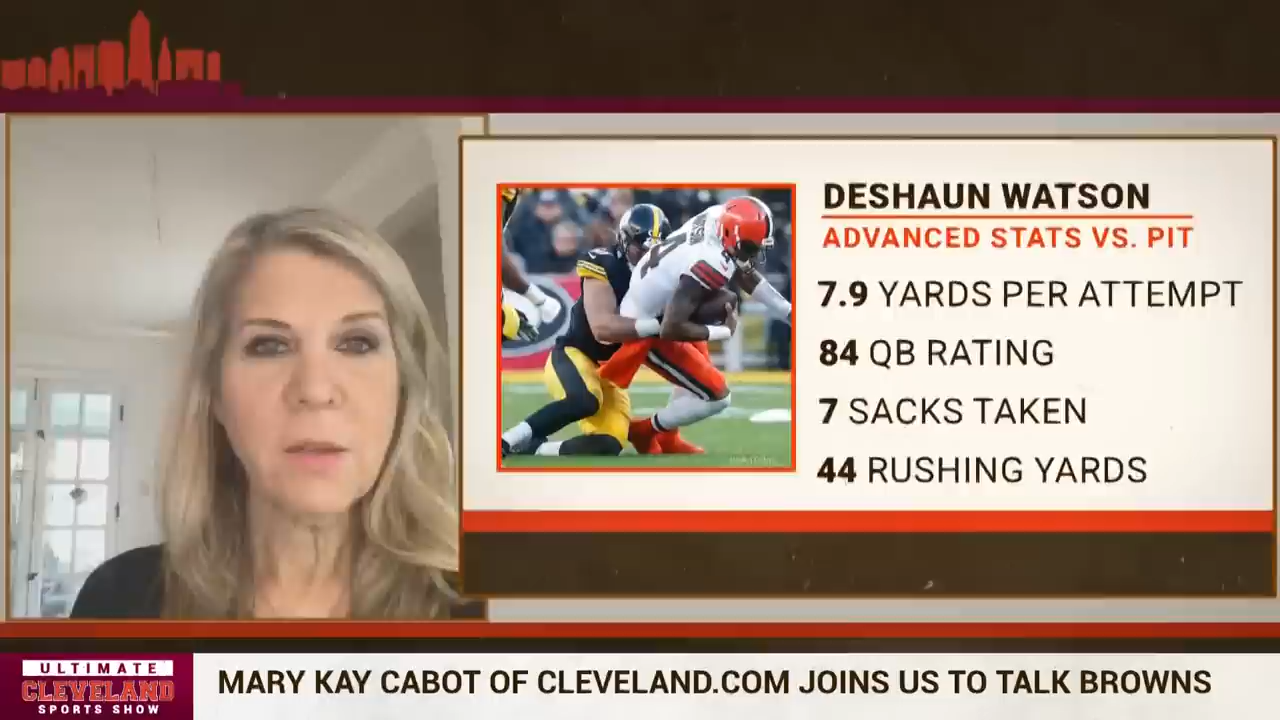 DESHAUN WATSON
ADVANCED STATS VS. PIT
7.9 YARDS PER ATTEMPT
84 QB RATING
7 SACKS TAKEN
44 RUSHING YARDS
ULTIMATE
CLEVELAND
SPORTS SHOW
MARY KAY CABOT OF CLEVELAND.COM JOINS US TO TALK BROWNS